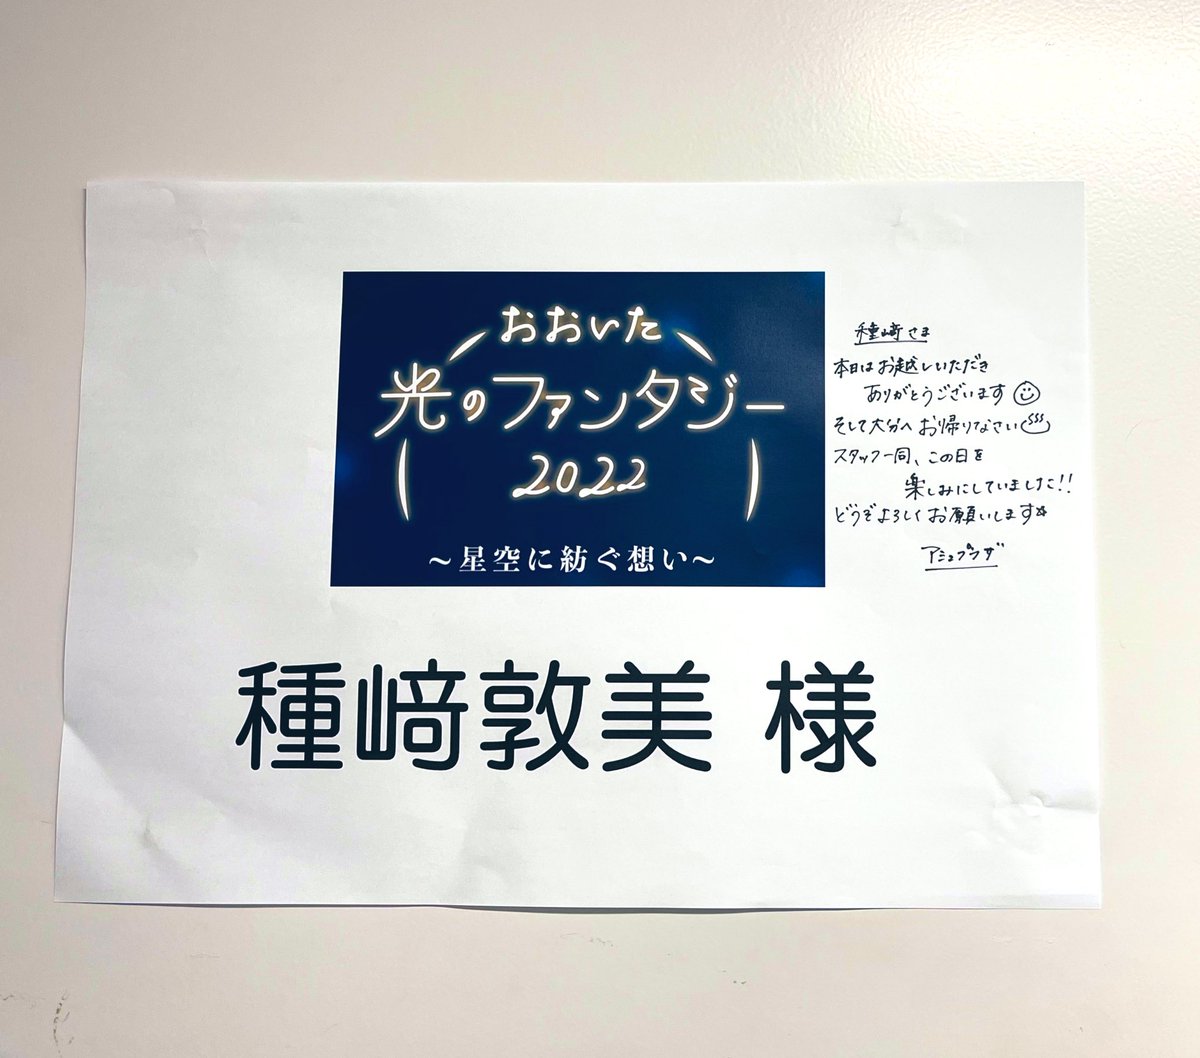 おおいた
光のファンタジー
2022
～星空に紡ぐ想い～
種﨑さま
本日はお越しいただき
ありがとうございます
そして大分へお帰りなさい
スタッフ一同、この日を
楽しみにしていました!!
どうぞよろしくお願いします☆
アミュプラザ
種﨑敦美 様